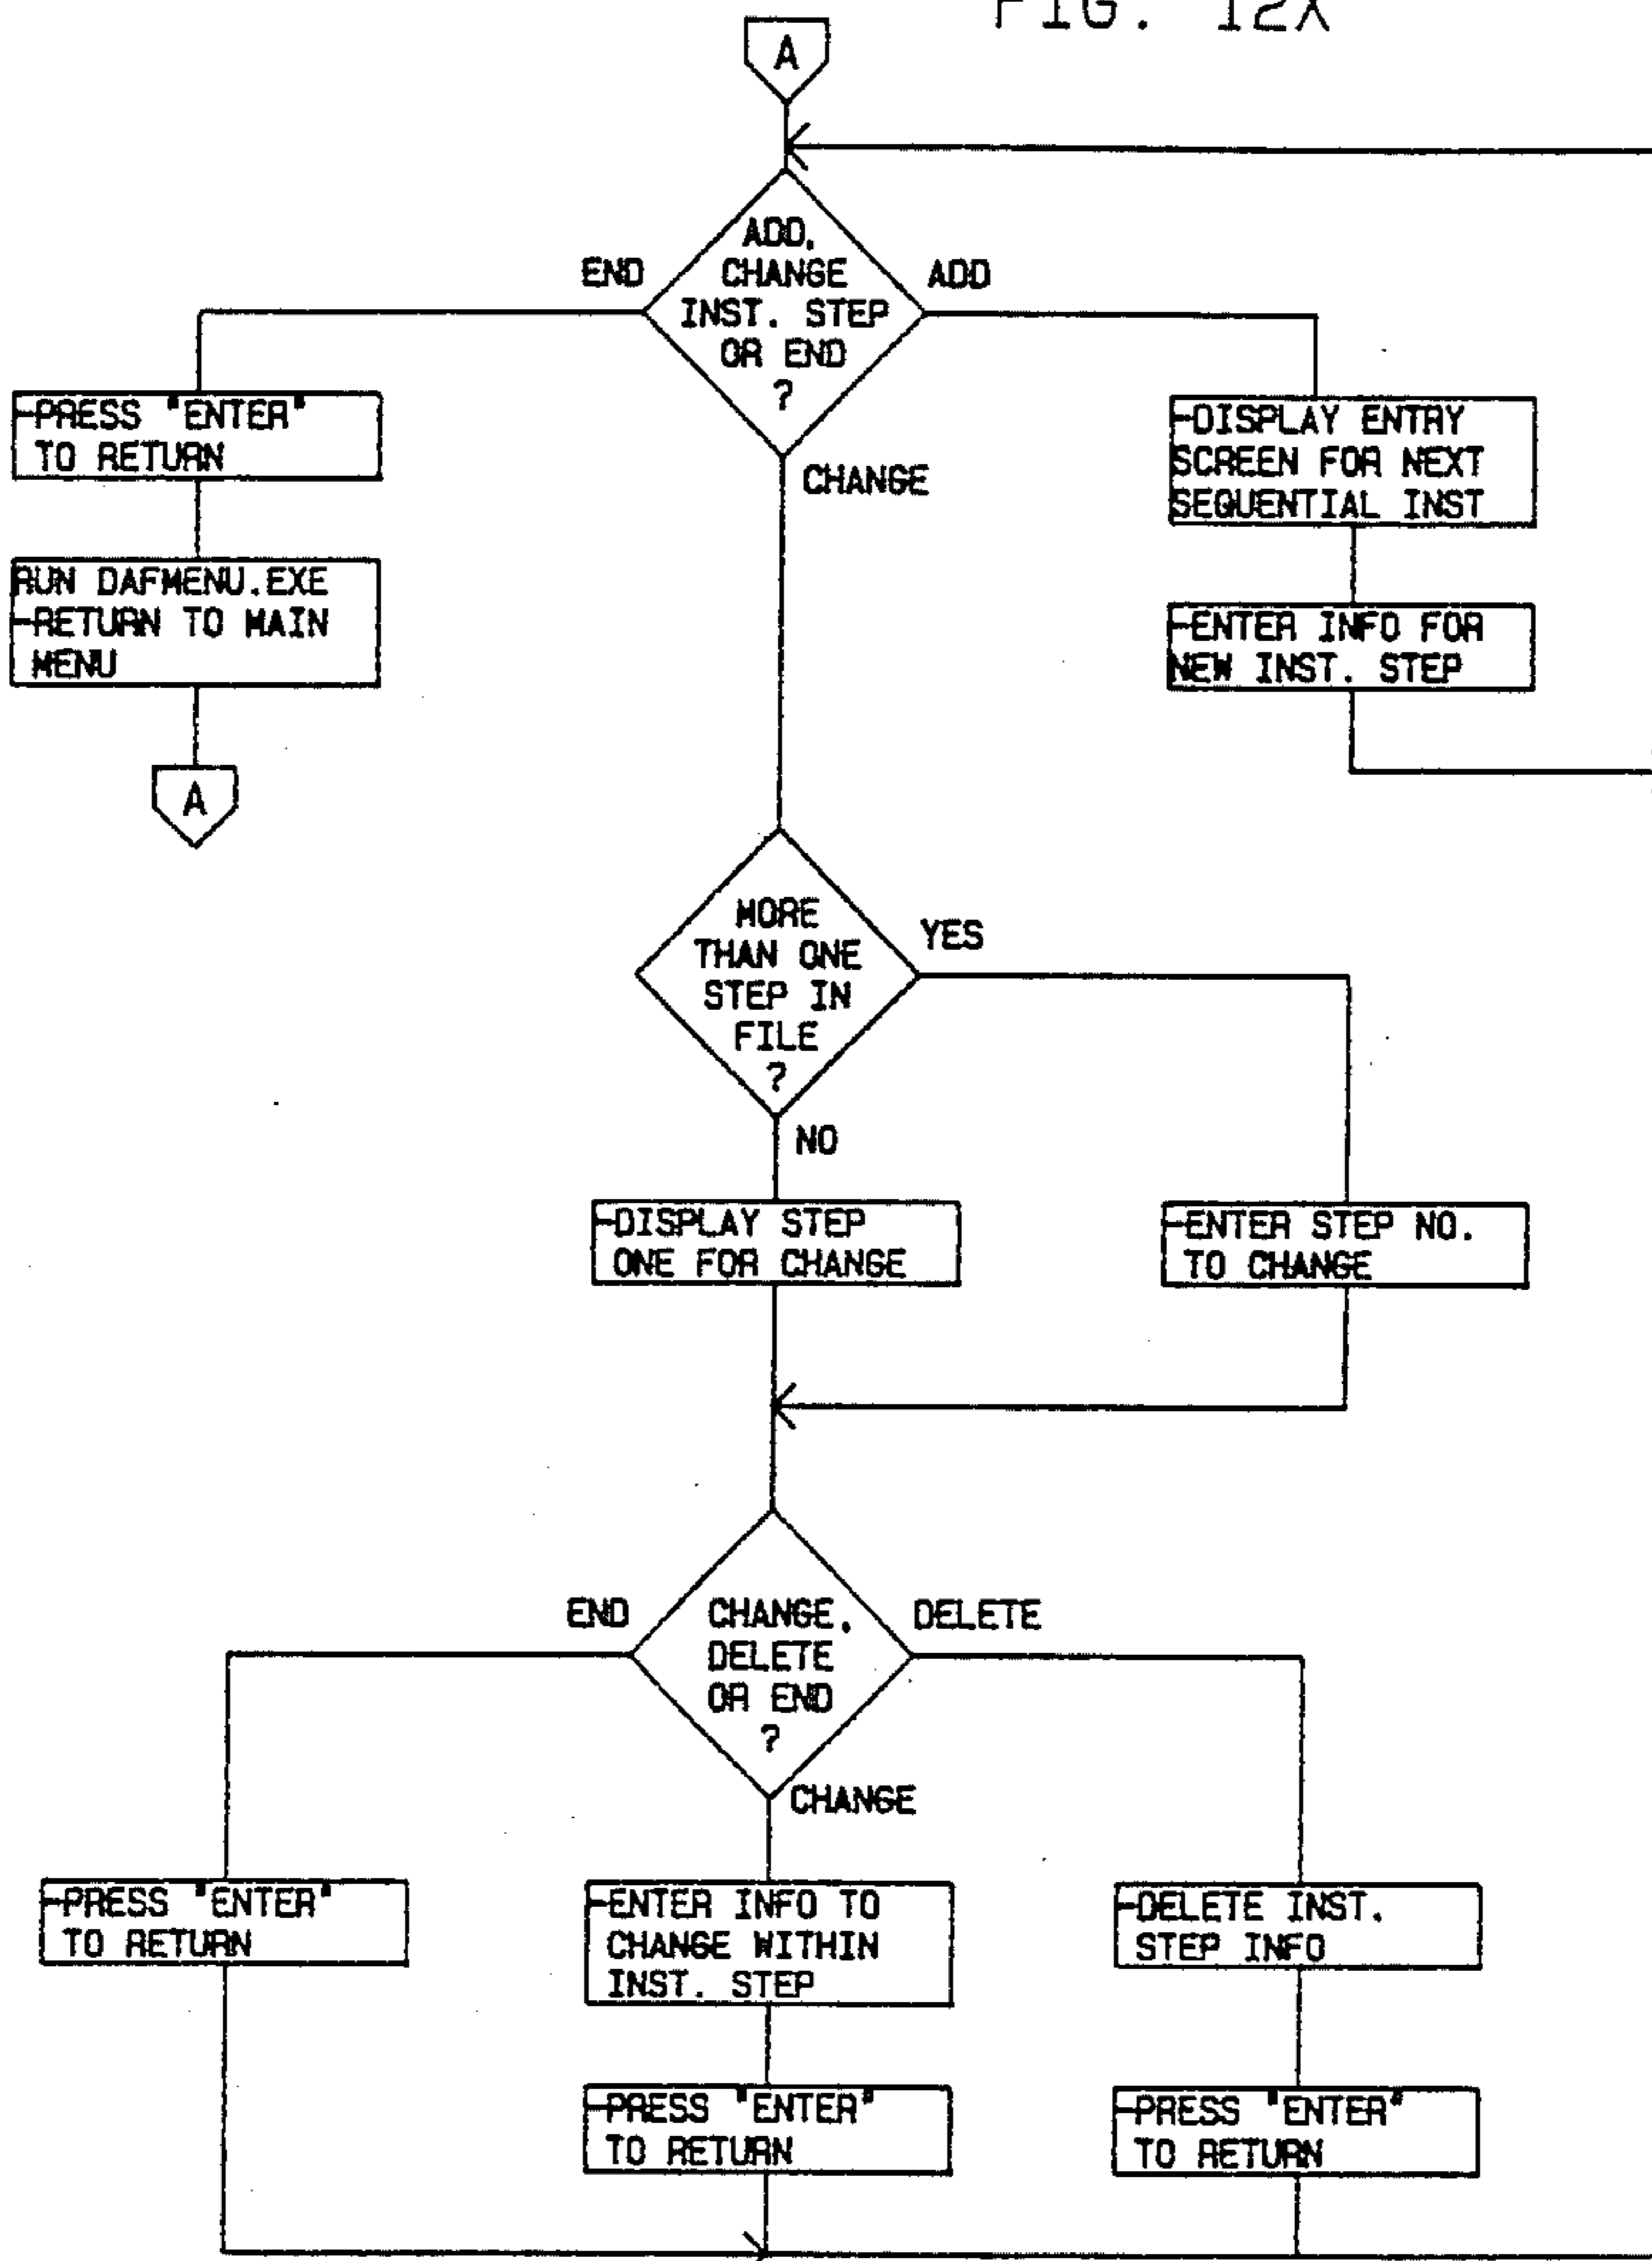 FIG. 12X
A
ADD,
CHANGE
INST. STEP
OR END
?
END
ADD
CHANGE
-PRESS "ENTER"
TO RETURN
RUN DAFMENU.EXE
-RETURN TO MAIN
MENU
A
-DISPLAY ENTRY
SCREEN FOR NEXT
SEQUENTIAL INST
-ENTER INFO FOR
NEW INST. STEP
MORE
THAN ONE
STEP IN
FILE
?
YES
NO
-DISPLAY STEP
ONE FOR CHANGE
-ENTER STEP NO.
TO CHANGE
CHANGE,
DELETE
OR END
?
END
DELETE
CHANGE
-PRESS "ENTER"
TO RETURN
-ENTER INFO TO
CHANGE WITHIN
INST. STEP
-DELETE INST.
STEP INFO
-PRESS "ENTER"
TO RETURN
-PRESS "ENTER"
TO RETURN